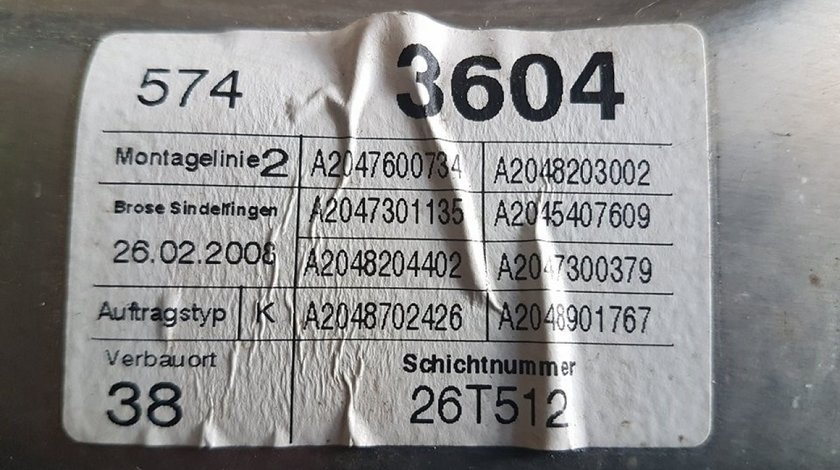 574 3604
Montagelinie 2 A2047600734 A2048203002
Brose Sindelfingen A2047301135 A2045407609
26.02.2008 A2048204402 A2047300379
Auftragstyp K A2048702426 A2048901767
Verbauort Schichtnummer
38 26T512